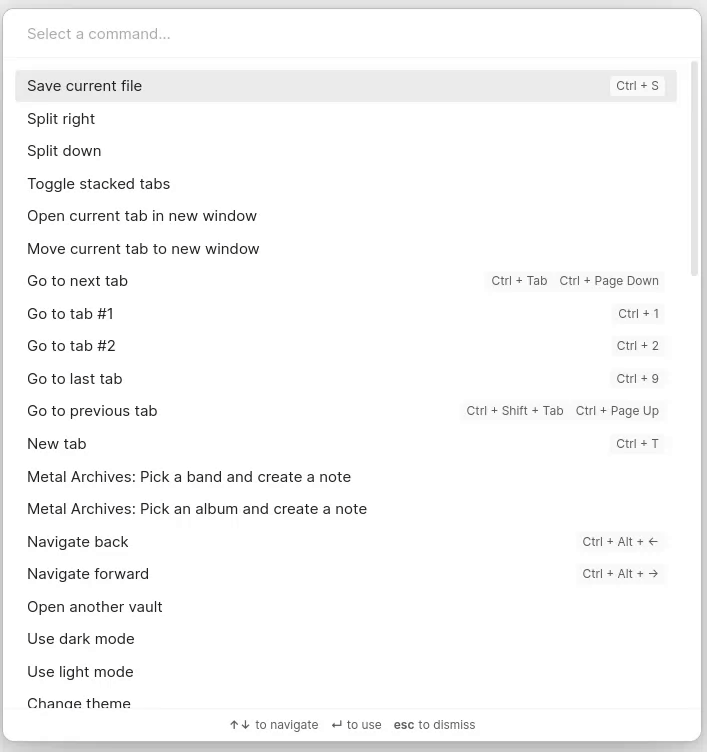 Select a command...
Save current file Ctrl + S
Split right
Split down
Toggle stacked tabs
Open current tab in new window
Move current tab to new window
Go to next tab Ctrl + Tab Ctrl + Page Down
Go to tab #1 Ctrl + 1
Go to tab #2 Ctrl + 2
Go to last tab Ctrl + 9
Go to previous tab Ctrl + Shift + Tab Ctrl + Page Up
New tab Ctrl + T
Metal Archives: Pick a band and create a note
Metal Archives: Pick an album and create a note
Navigate back Ctrl + Alt + ←
Navigate forward Ctrl + Alt + →
Open another vault
Use dark mode
Use light mode
Change theme
↑↓ to navigate ↵ to use esc to dismiss